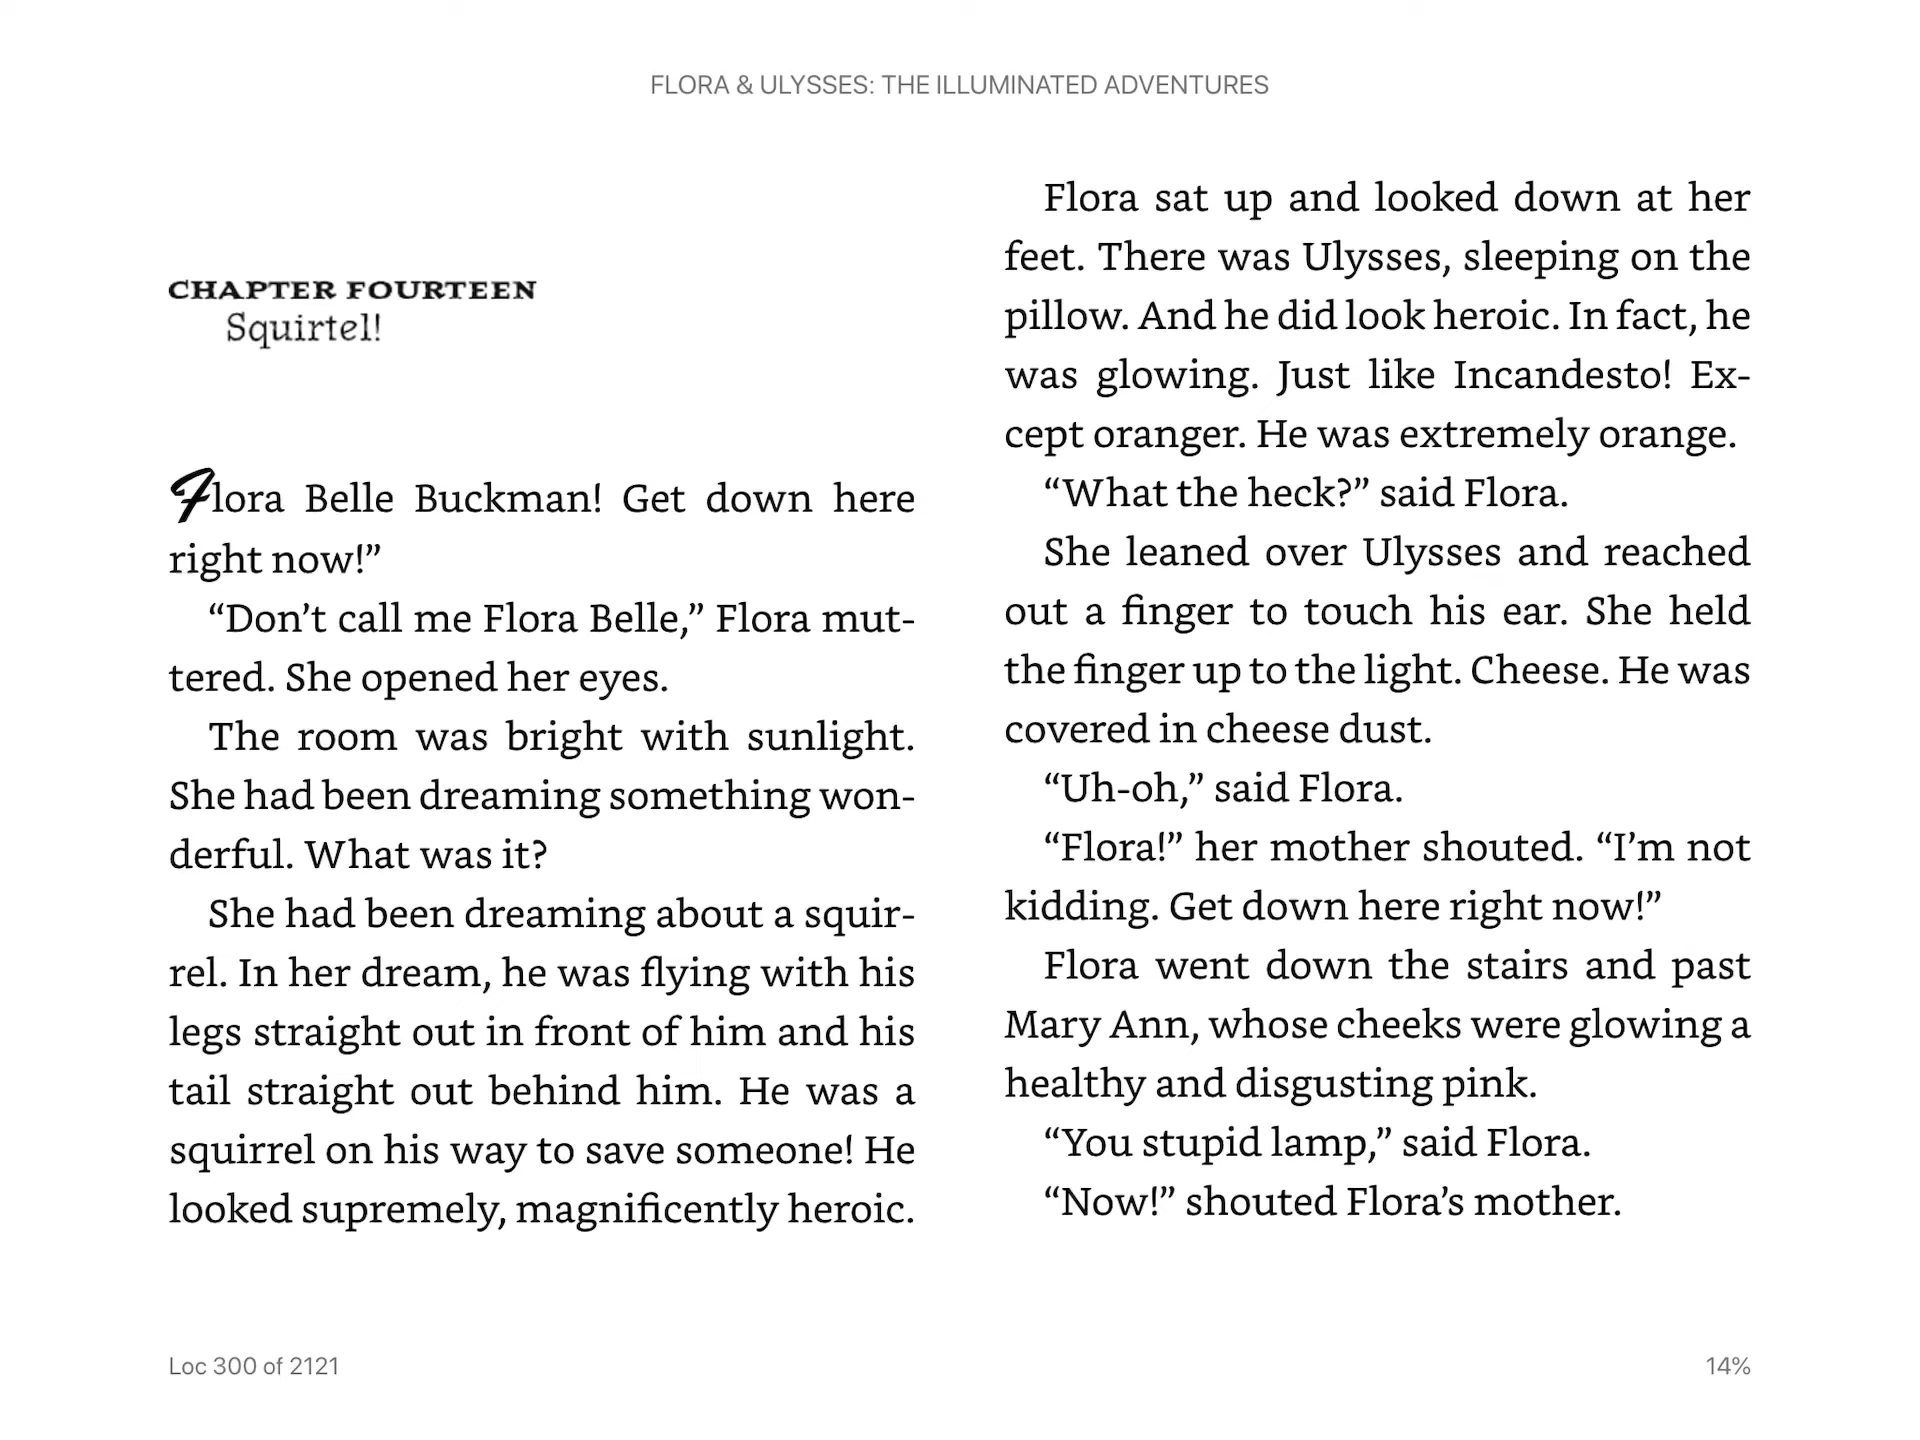 FLORA & ULYSSES: THE ILLUMINATED ADVENTURES
CHAPTER FOURTEEN
Squirtel!
Flora Belle Buckman! Get down here
right now!”
“Don’t call me Flora Belle,” Flora mut-
tered. She opened her eyes.
The room was bright with sunlight.
She had been dreaming something won-
derful. What was it?
She had been dreaming about a squir-
rel. In her dream, he was flying with his
legs straight out in front of him and his
tail straight out behind him. He was a
squirrel on his way to save someone! He
looked supremely, magnificently heroic.
Flora sat up and looked down at her
feet. There was Ulysses, sleeping on the
pillow. And he did look heroic. In fact, he
was glowing. Just like Incandesto! Ex-
cept oranger. He was extremely orange.
“What the heck?” said Flora.
She leaned over Ulysses and reached
out a finger to touch his ear. She held
the finger up to the light. Cheese. He was
covered in cheese dust.
“Uh-oh,” said Flora.
“Flora!” her mother shouted. “I’m not
kidding. Get down here right now!”
Flora went down the stairs and past
Mary Ann, whose cheeks were glowing a
healthy and disgusting pink.
“You stupid lamp,” said Flora.
“Now!” shouted Flora’s mother.
Loc 300 of 2121
14%